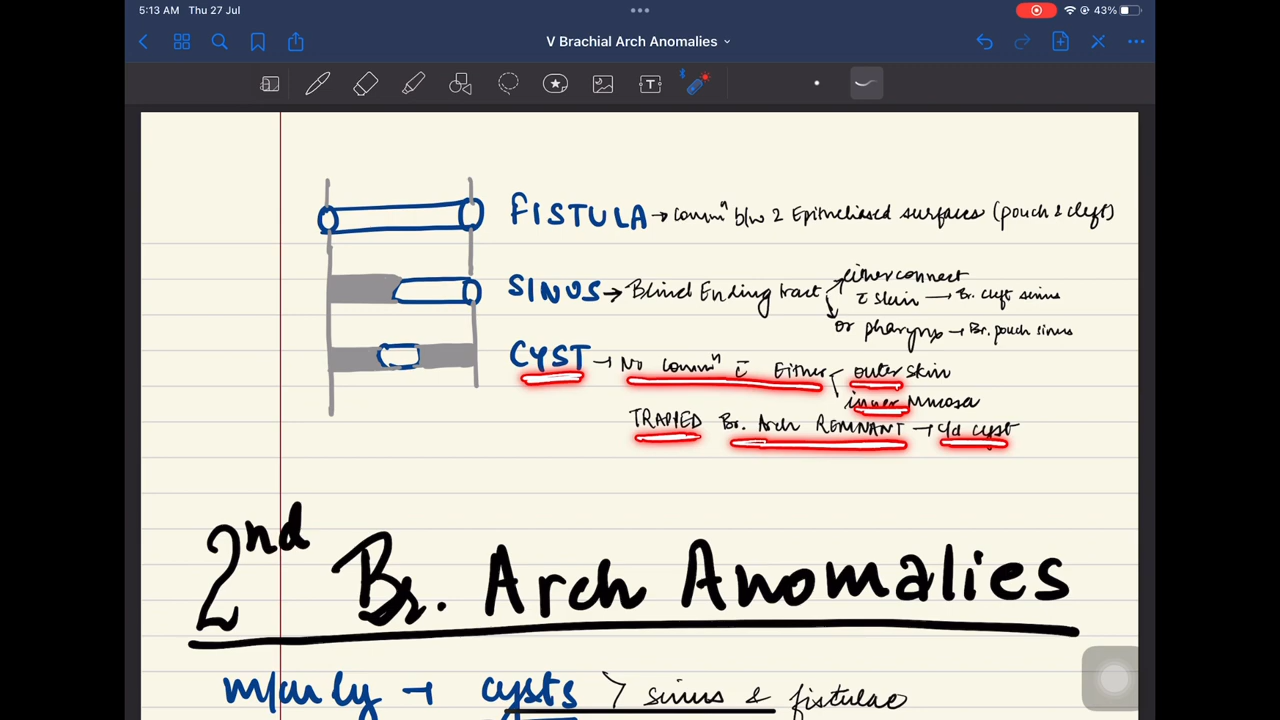 5:13 AM Thu 27 Jul
43%
V Brachial Arch Anomalies
FISTULA → Commⁿ b/w 2 Epithelised surfaces (pouch & cleft)
SINUS → Blind Ending tract
either connect
c̄ skin → Br. cleft sinus
or pharynx → Br. pouch sinus
CYST → No Commⁿ c̄ Either
outer skin
inner Mucosa
TRAPPED Br. Arch REMNANT → c/d cyst
2nd Br. Arch Anomalies
m/cmly → cysts > sinus & fistulae